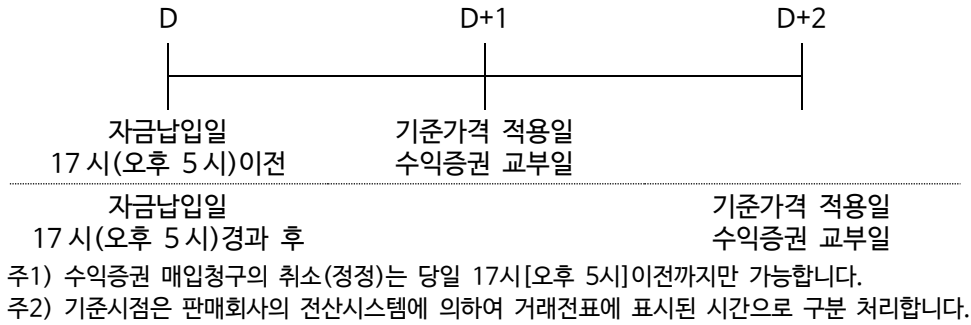 D D+1 D+2
자금납입일 기준가격 적용일
17시(오후 5시)이전 수익증권 교부일
자금납입일 기준가격 적용일
17시(오후 5시)경과 후 수익증권 교부일
주1) 수익증권 매입청구의 취소(정정)는 당일 17시[오후 5시]이전까지만 가능합니다.
주2) 기준시점은 판매회사의 전산시스템에 의하여 거래전표에 표시된 시간으로 구분 처리합니다.